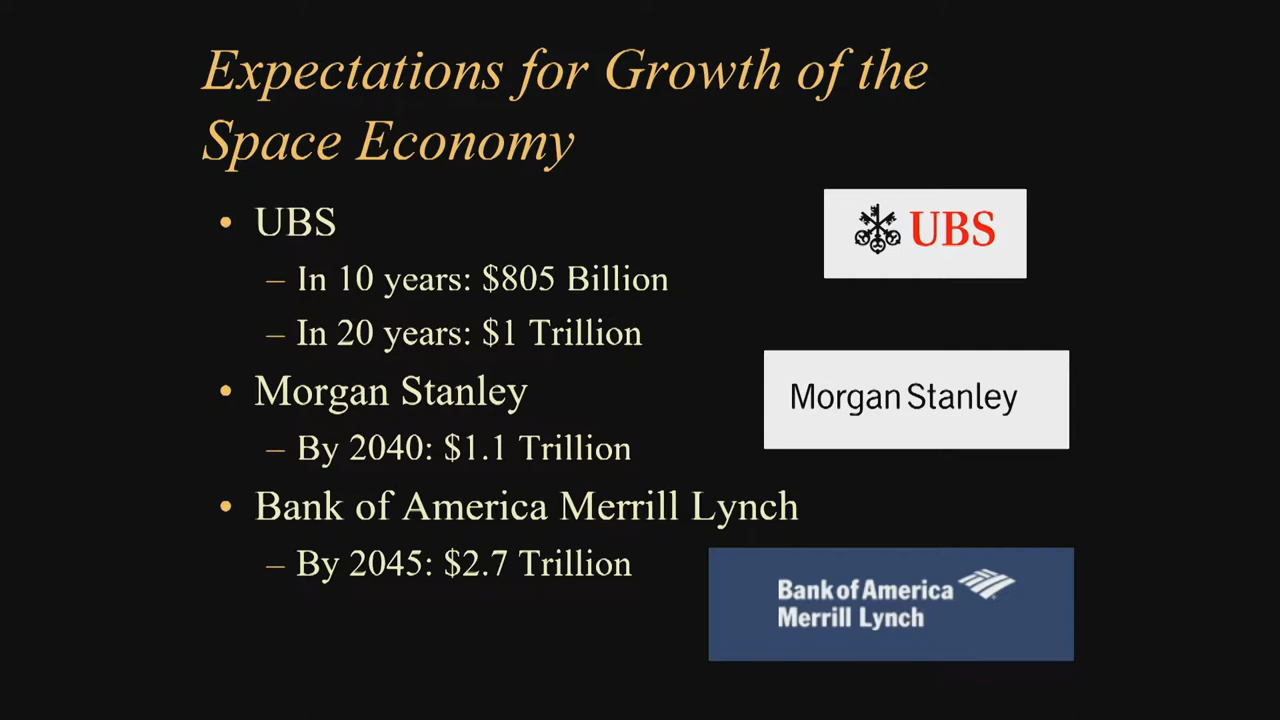 Expectations for Growth of the
Space Economy
• UBS
– In 10 years: $805 Billion
– In 20 years: $1 Trillion
• Morgan Stanley
– By 2040: $1.1 Trillion
• Bank of America Merrill Lynch
– By 2045: $2.7 Trillion
UBS
Morgan Stanley
Bank of America
Merrill Lynch